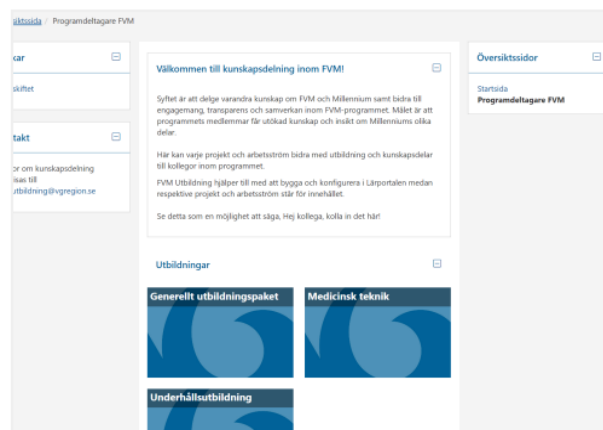 siktssida / Programdeltagare FVM
kar
skiftet
takt
or om kunskapsdelning
isas till
utbildning@vgregion.se
Välkommen till kunskapsdelning inom FVM!
Syftet är att delge varandra kunskap om FVM och Millennium samt bidra till
engagemang, transparens och samverkan inom FVM-programmet. Målet är att
programmets medlemmar får utökad kunskap och insikt om Millenniums olika
delar.
Här kan varje projekt och arbetsström bidra med utbildning och kunskapsdelar
till kollegor inom programmet.
FVM Utbildning hjälper till med att bygga och konfigurera i Lärportalen medan
respektive projekt och arbetsström står för innehållet.
Se detta som en möjlighet att säga, Hej kollega, kolla in det här!
Utbildningar
Generellt utbildningspaket
Medicinsk teknik
Underhållsutbildning
Översiktssidor
Startsida
Programdeltagare FVM